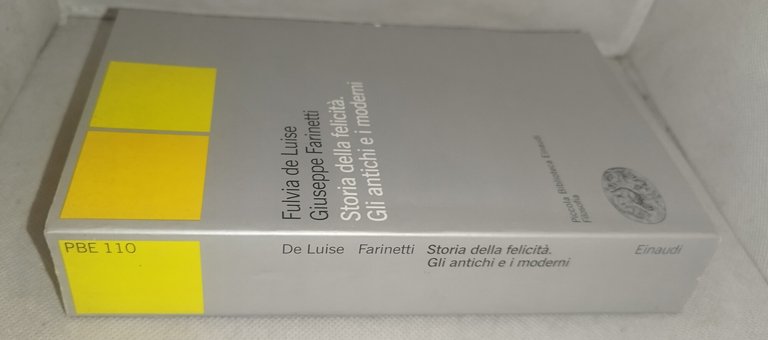 Fulvia de Luise
Giuseppe Farinetti
Storia della felicità.
Gli antichi e i moderni
Piccola Biblioteca Einaudi
Filosofia
PBE 110
De Luise Farinetti Storia della felicità.
Gli antichi e i moderni
Einaudi